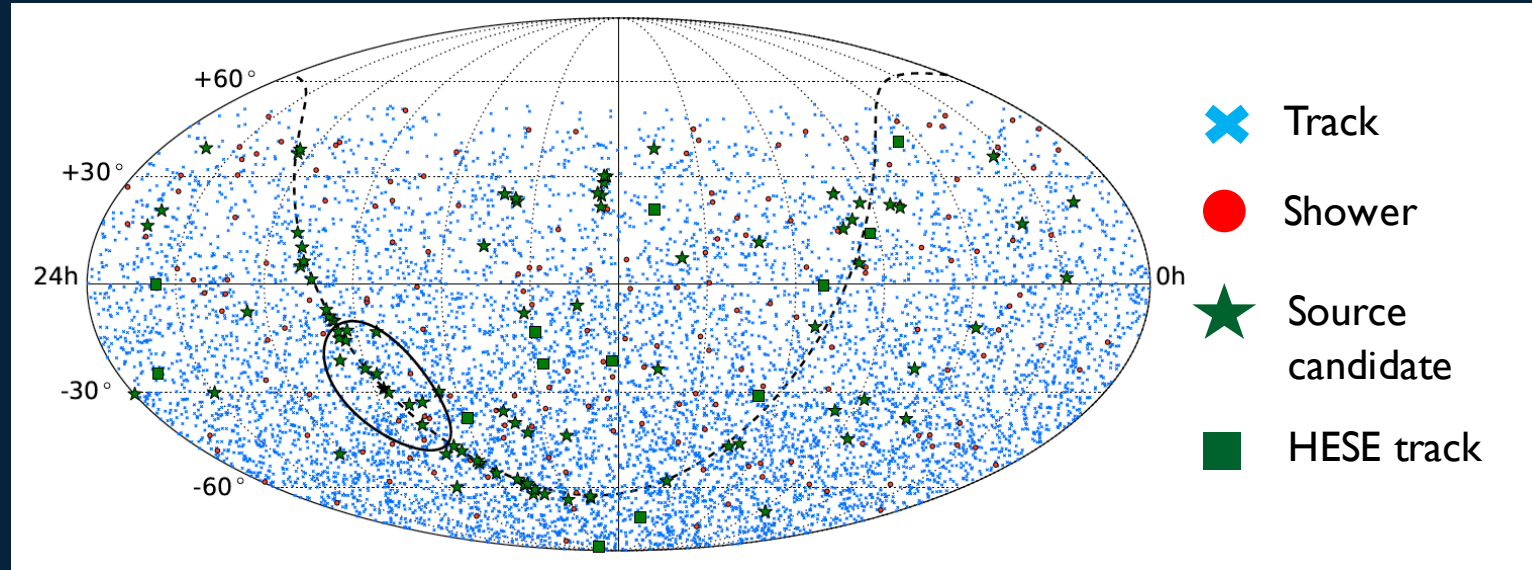 +60°
+30°
24h
0h
-30°
-60°
Track
Shower
Source
candidate
HESE track